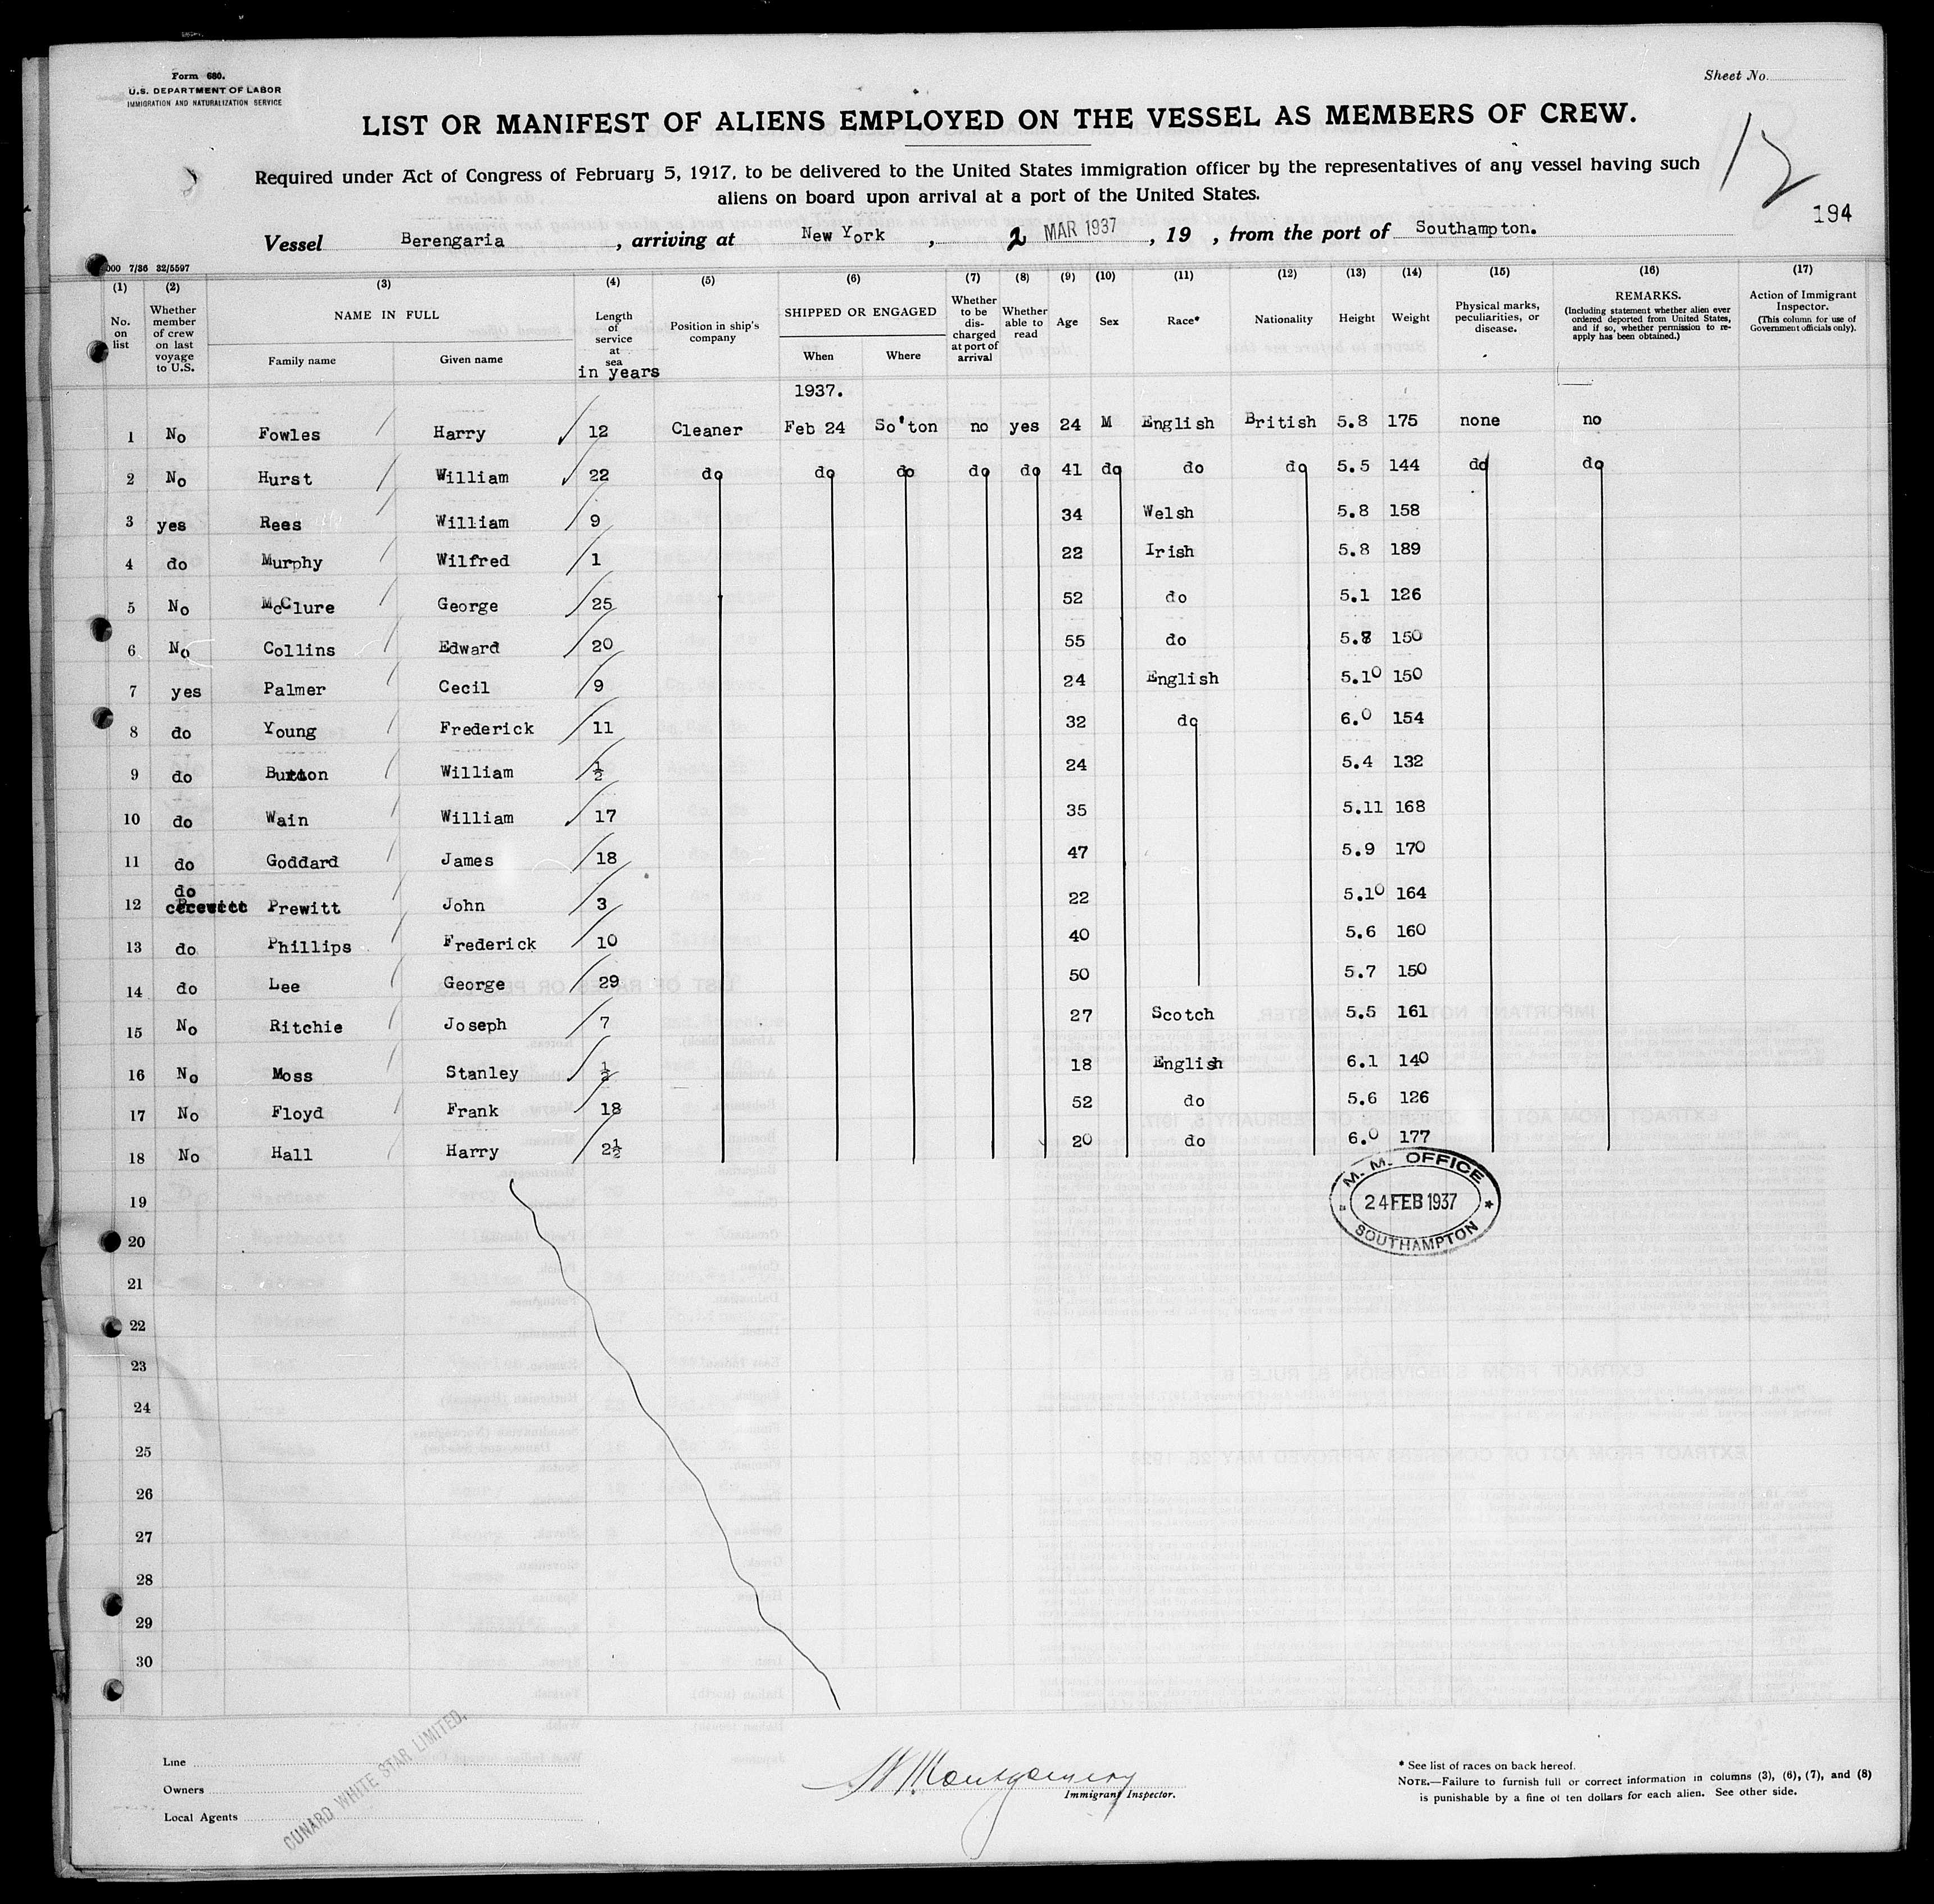 Form 680.
U.S. DEPARTMENT OF LABOR
IMMIGRATION AND NATURALIZATION SERVICE
Sheet No.
LIST OR MANIFEST OF ALIENS EMPLOYED ON THE VESSEL AS MEMBERS OF CREW.
12
Required under Act of Congress of February 5, 1917, to be delivered to the United States immigration officer by the representatives of any vessel having such
aliens on board upon arrival at a port of the United States.
194
Vessel Berengaria , arriving at New York , 2 MAR 1937 , 19 , from the port of Southampton.
000 7/36 32/5597
(1) (2) (3) (4) (5) (6) (7) (8) (9) (10) (11) (12) (13) (14) (15) (16) (17)
No. on list
Whether member of crew on last voyage to U.S.
NAME IN FULL
Family name Given name
Length of service at sea
in years
Position in ship's company
SHIPPED OR ENGAGED
When Where
Whether to be discharged at port of arrival
Whether able to read
Age Sex Race* Nationality Height Weight
Physical marks, peculiarities, or disease.
REMARKS.
(Including statement whether alien ever ordered deported from United States, and if so, whether permission to re-apply has been obtained.)
Action of Immigrant Inspector.
(This column for use of Government officials only).
1937.
1 No Fowles Harry 12 Cleaner Feb 24 So'ton no yes 24 M English British 5.8 175 none no
2 No Hurst William 22 do do do do do 41 do do do 5.5 144 do do
3 yes Rees William 9 34 Welsh 5.8 158
4 do Murphy Wilfred 1 22 Irish 5.8 189
5 No McClure George 25 52 do 5.1 126
6 No Collins Edward 20 55 do 5.8 150
7 yes Palmer Cecil 9 24 English 5.10 150
8 do Young Frederick 11 32 do 6.0 154
9 do William ½ 24 5.4 132
10 do Wain William 17 35 5.11 168
11 do Goddard James 18 47 5.9 170
do
12 Prewitt John 3 22 5.10 164
13 do Phillips Frederick 10 40 5.6 160
14 do Lee George 29 50 5.7 150
15 No Ritchie Joseph 7 27 Scotch 5.5 161
16 No Moss Stanley ½ 18 English 6.1 140
17 No Floyd Frank 18 52 do 5.6 126
18 No Hall Harry 2½ 20 do 6.0 177
M. M. OFFICE
24 FEB 1937
SOUTHAMPTON
19
20
21
22
23
24
25
26
27
28
29
30
Line
Owners
Local Agents
CUNARD WHITE STAR LIMITED.
Montgomery
Immigrant Inspector.
* See list of races on back hereof.
NOTE.—Failure to furnish full or correct information in columns (3), (6), (7), and (8)
is punishable by a fine of ten dollars for each alien. See other side.